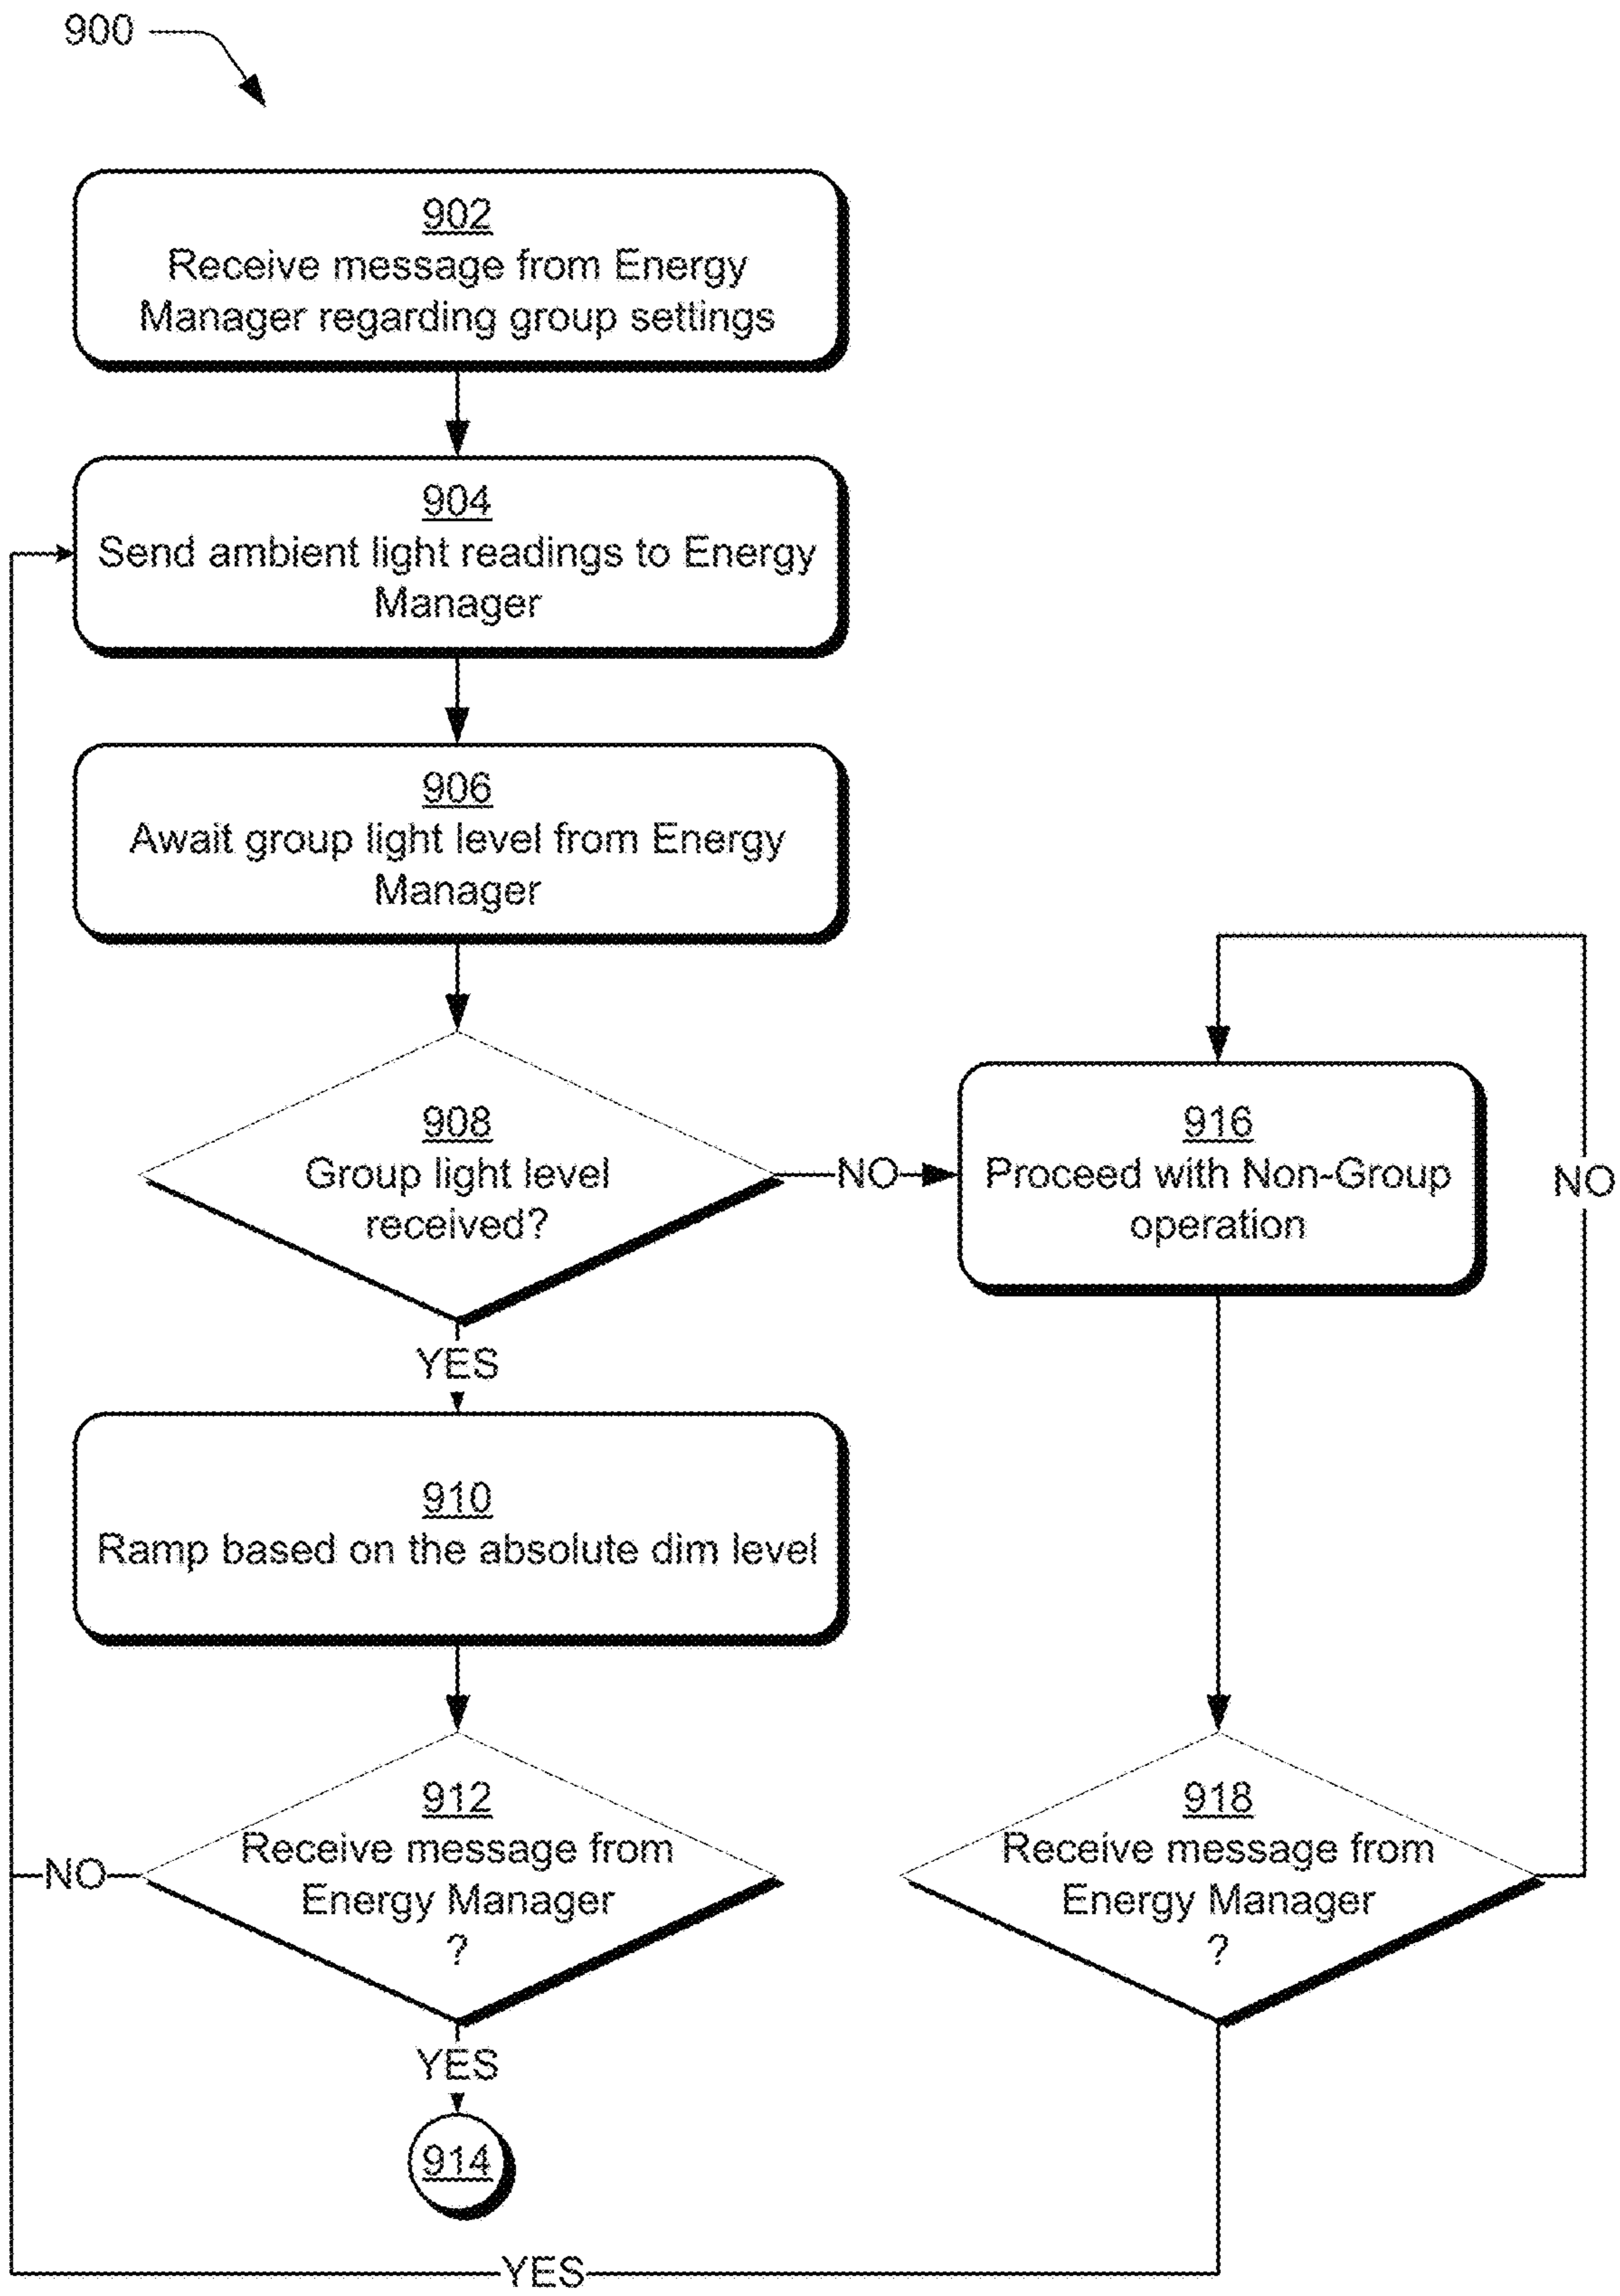 900
902
Receive message from Energy
Manager regarding group settings
904
Send ambient light readings to Energy
Manager
906
Await group light level from Energy
Manager
908
Group light level
received?
NO
916
Proceed with Non-Group
operation
NO
YES
910
Ramp based on the absolute dim level
912
Receive message from
Energy Manager
?
NO
918
Receive message from
Energy Manager
?
YES
914
YES